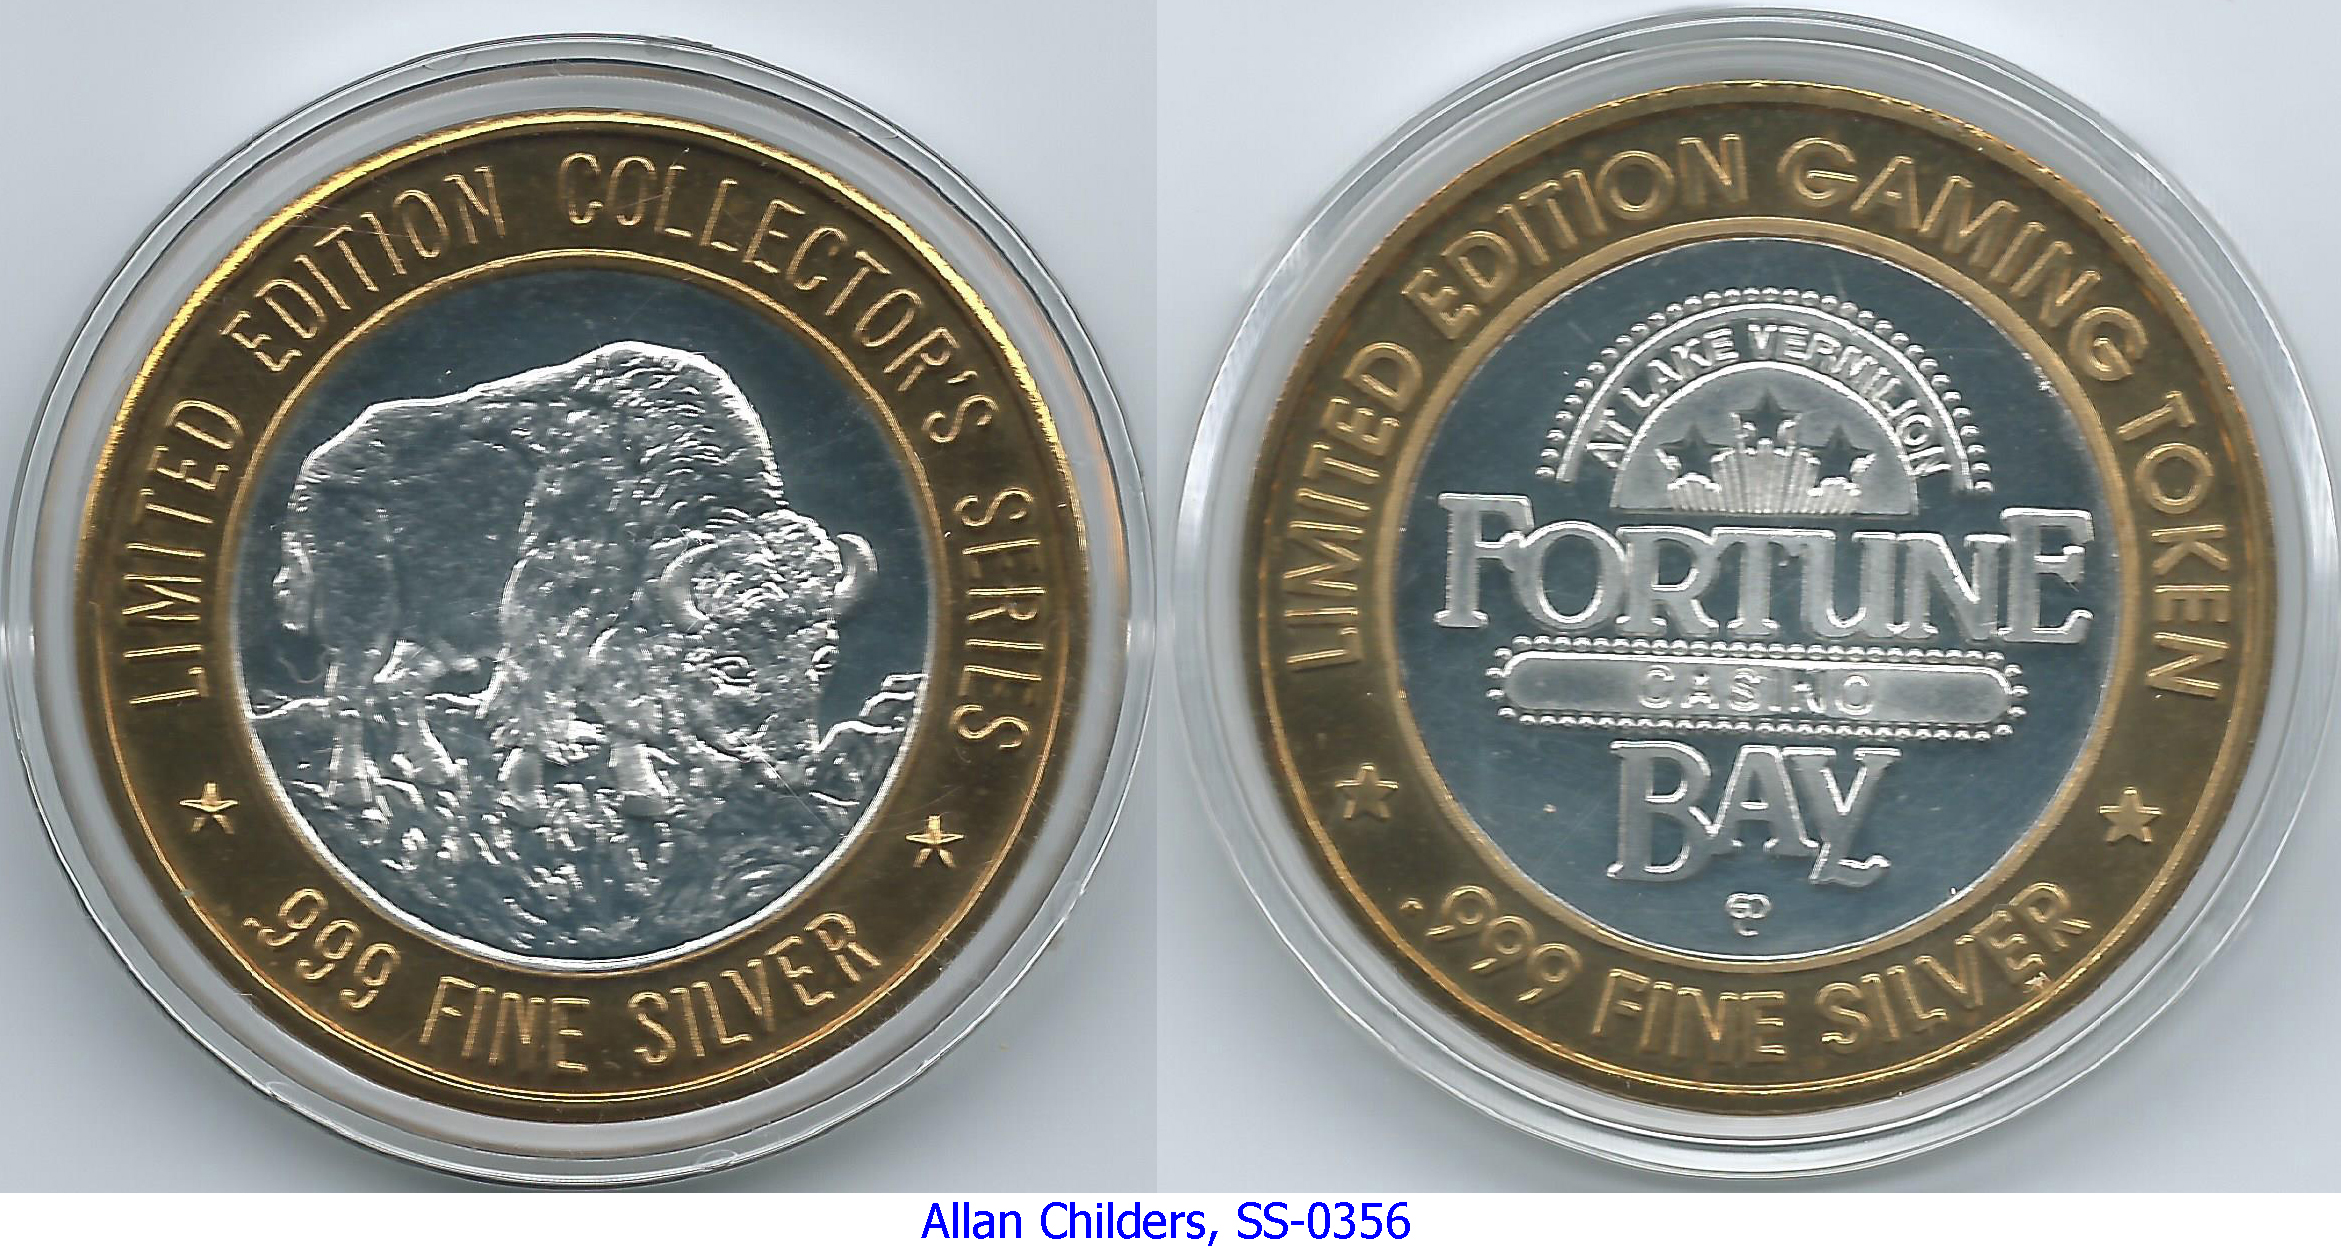 LIMITED EDITION COLLECTOR'S SERIES
.999 FINE SILVER
LIMITED EDITION GAMING TOKEN
AT LAKE VERMILION
FORTUNE
CASINO
BAY
.999 FINE SILVER
Allan Childers, SS-0356